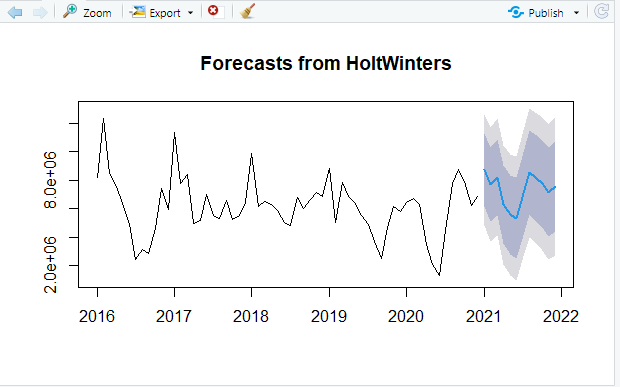 Zoom Export Publish
Forecasts from HoltWinters
8.0e+06
2.0e+06
2016 2017 2018 2019 2020 2021 2022